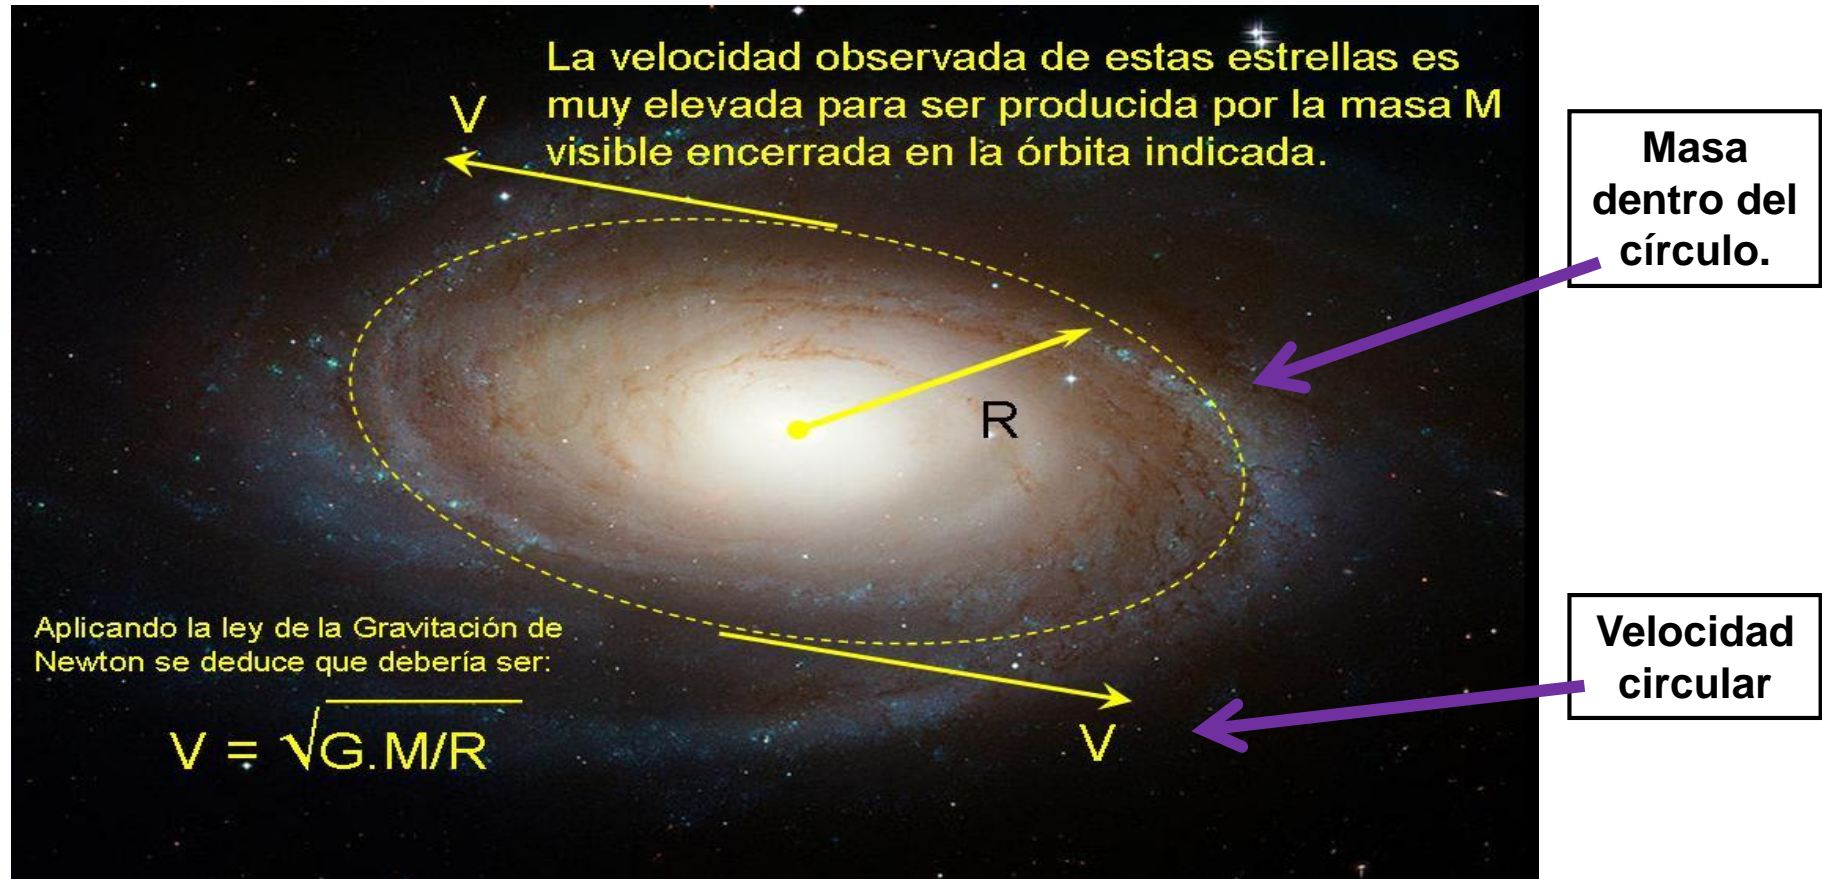 La velocidad observada de estas estrellas es
muy elevada para ser producida por la masa M
visible encerrada en la órbita indicada.
V
Masa
dentro del
círculo.
R
Aplicando la ley de la Gravitación de
Newton se deduce que debería ser:
V = √G.M/R
V
Velocidad
circular